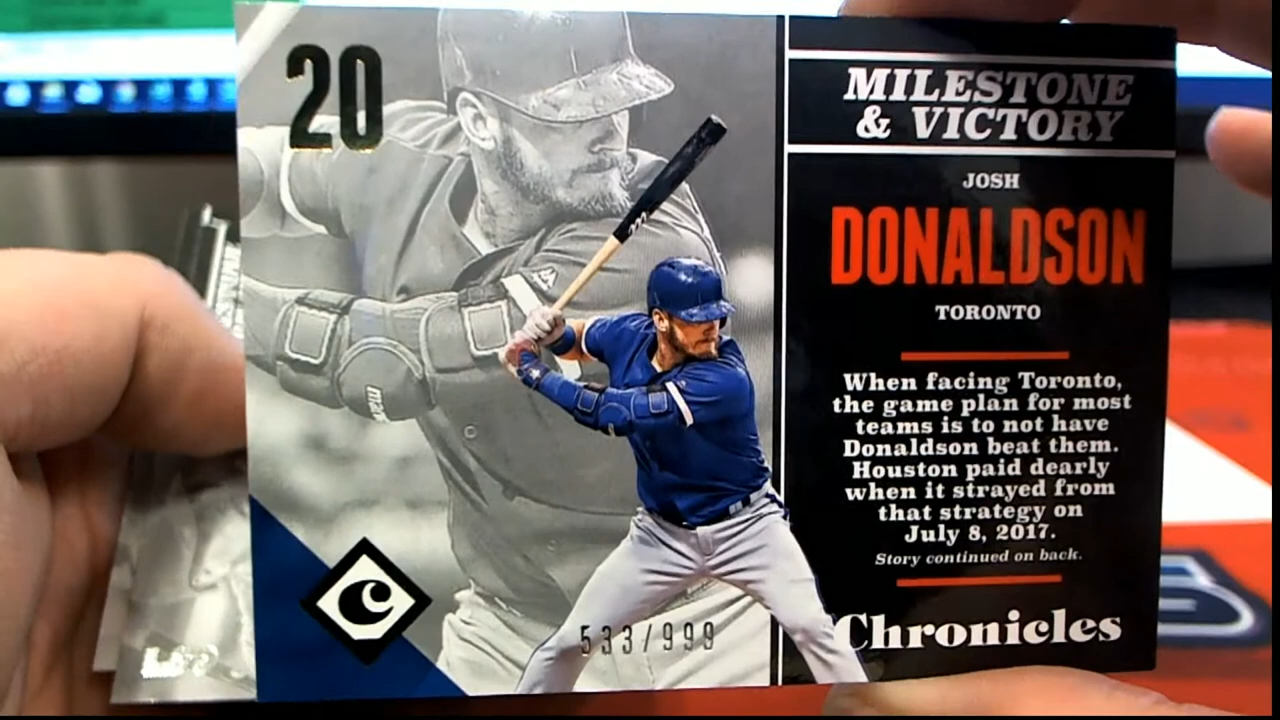 20
MILESTONE
& VICTORY
JOSH
DONALDSON
TORONTO
When facing Toronto,
the game plan for most
teams is to not have
Donaldson beat them.
Houston paid dearly
when it strayed from
that strategy on
July 8, 2017.
Story continued on back.
Chronicles
C
533/999